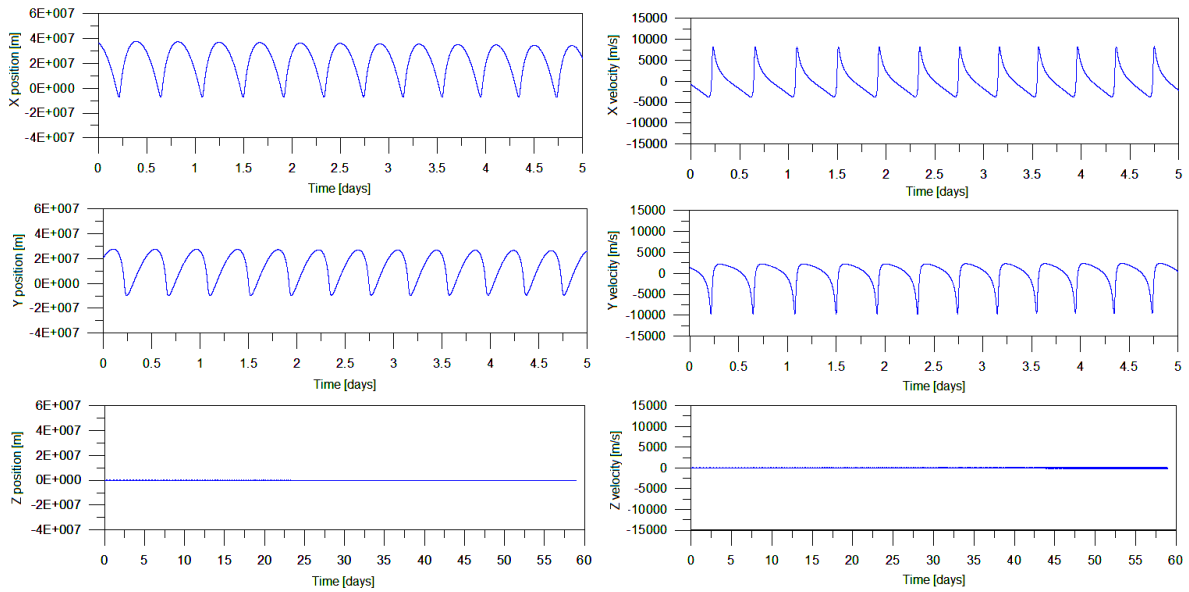 X position [m]
6E+007
4E+007
2E+007
0E+000
-2E+007
-4E+007
0 0.5 1 1.5 2 2.5 3 3.5 4 4.5 5
Time [days]
X velocity [m/s]
15000
10000
5000
0
-5000
-10000
-15000
0 0.5 1 1.5 2 2.5 3 3.5 4 4.5 5
Time [days]
Y position [m]
6E+007
4E+007
2E+007
0E+000
-2E+007
-4E+007
0 0.5 1 1.5 2 2.5 3 3.5 4 4.5 5
Time [days]
Y velocity [m/s]
15000
10000
5000
0
-5000
-10000
-15000
0 0.5 1 1.5 2 2.5 3 3.5 4 4.5 5
Time [days]
Z position [m]
6E+007
4E+007
2E+007
0E+000
-2E+007
-4E+007
0 5 10 15 20 25 30 35 40 45 50 55 60
Time [days]
Z velocity [m/s]
15000
10000
5000
0
-5000
-10000
-15000
0 5 10 15 20 25 30 35 40 45 50 55 60
Time [days]